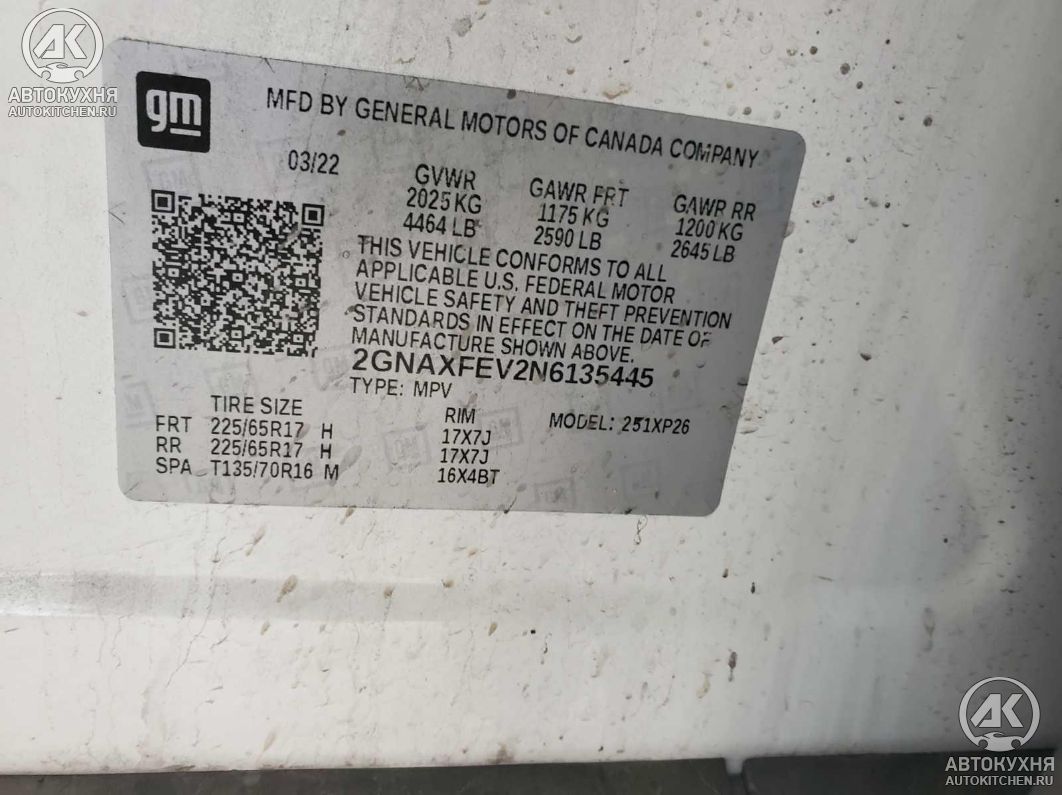 АК
АВТОКУХНЯ
AUTOKITCHEN.RU
gm
MFD BY GENERAL MOTORS OF CANADA COMPANY
03/22
GVWR
2025 KG
4464 LB
GAWR FRT
1175 KG
2590 LB
GAWR RR
1200 KG
2645 LB
THIS VEHICLE CONFORMS TO ALL
APPLICABLE U.S. FEDERAL MOTOR
VEHICLE SAFETY AND THEFT PREVENTION
STANDARDS IN EFFECT ON THE DATE OF
MANUFACTURE SHOWN ABOVE.
2GNAXFEV2N6135445
TYPE: MPV
TIRE SIZE RIM MODEL: 251XP26
FRT 225/65R17 H 17X7J
RR 225/65R17 H 17X7J
SPA T135/70R16 M 16X4BT
АК
АВТОКУХНЯ
AUTOKITCHEN.RU